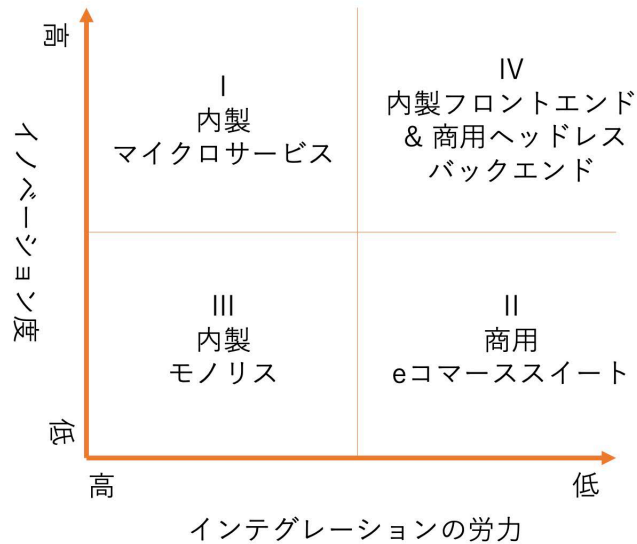 高
イノベーション度
低
I
内製
マイクロサービス
IV
内製フロントエンド
& 商用ヘッドレス
バックエンド
III
内製
モノリス
II
商用
eコマーススイート
高
低
インテグレーションの労力